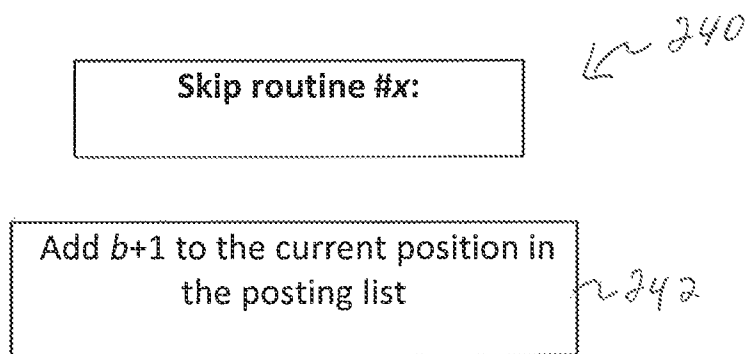 240
Skip routine #x:
Add b+1 to the current position in
the posting list
242